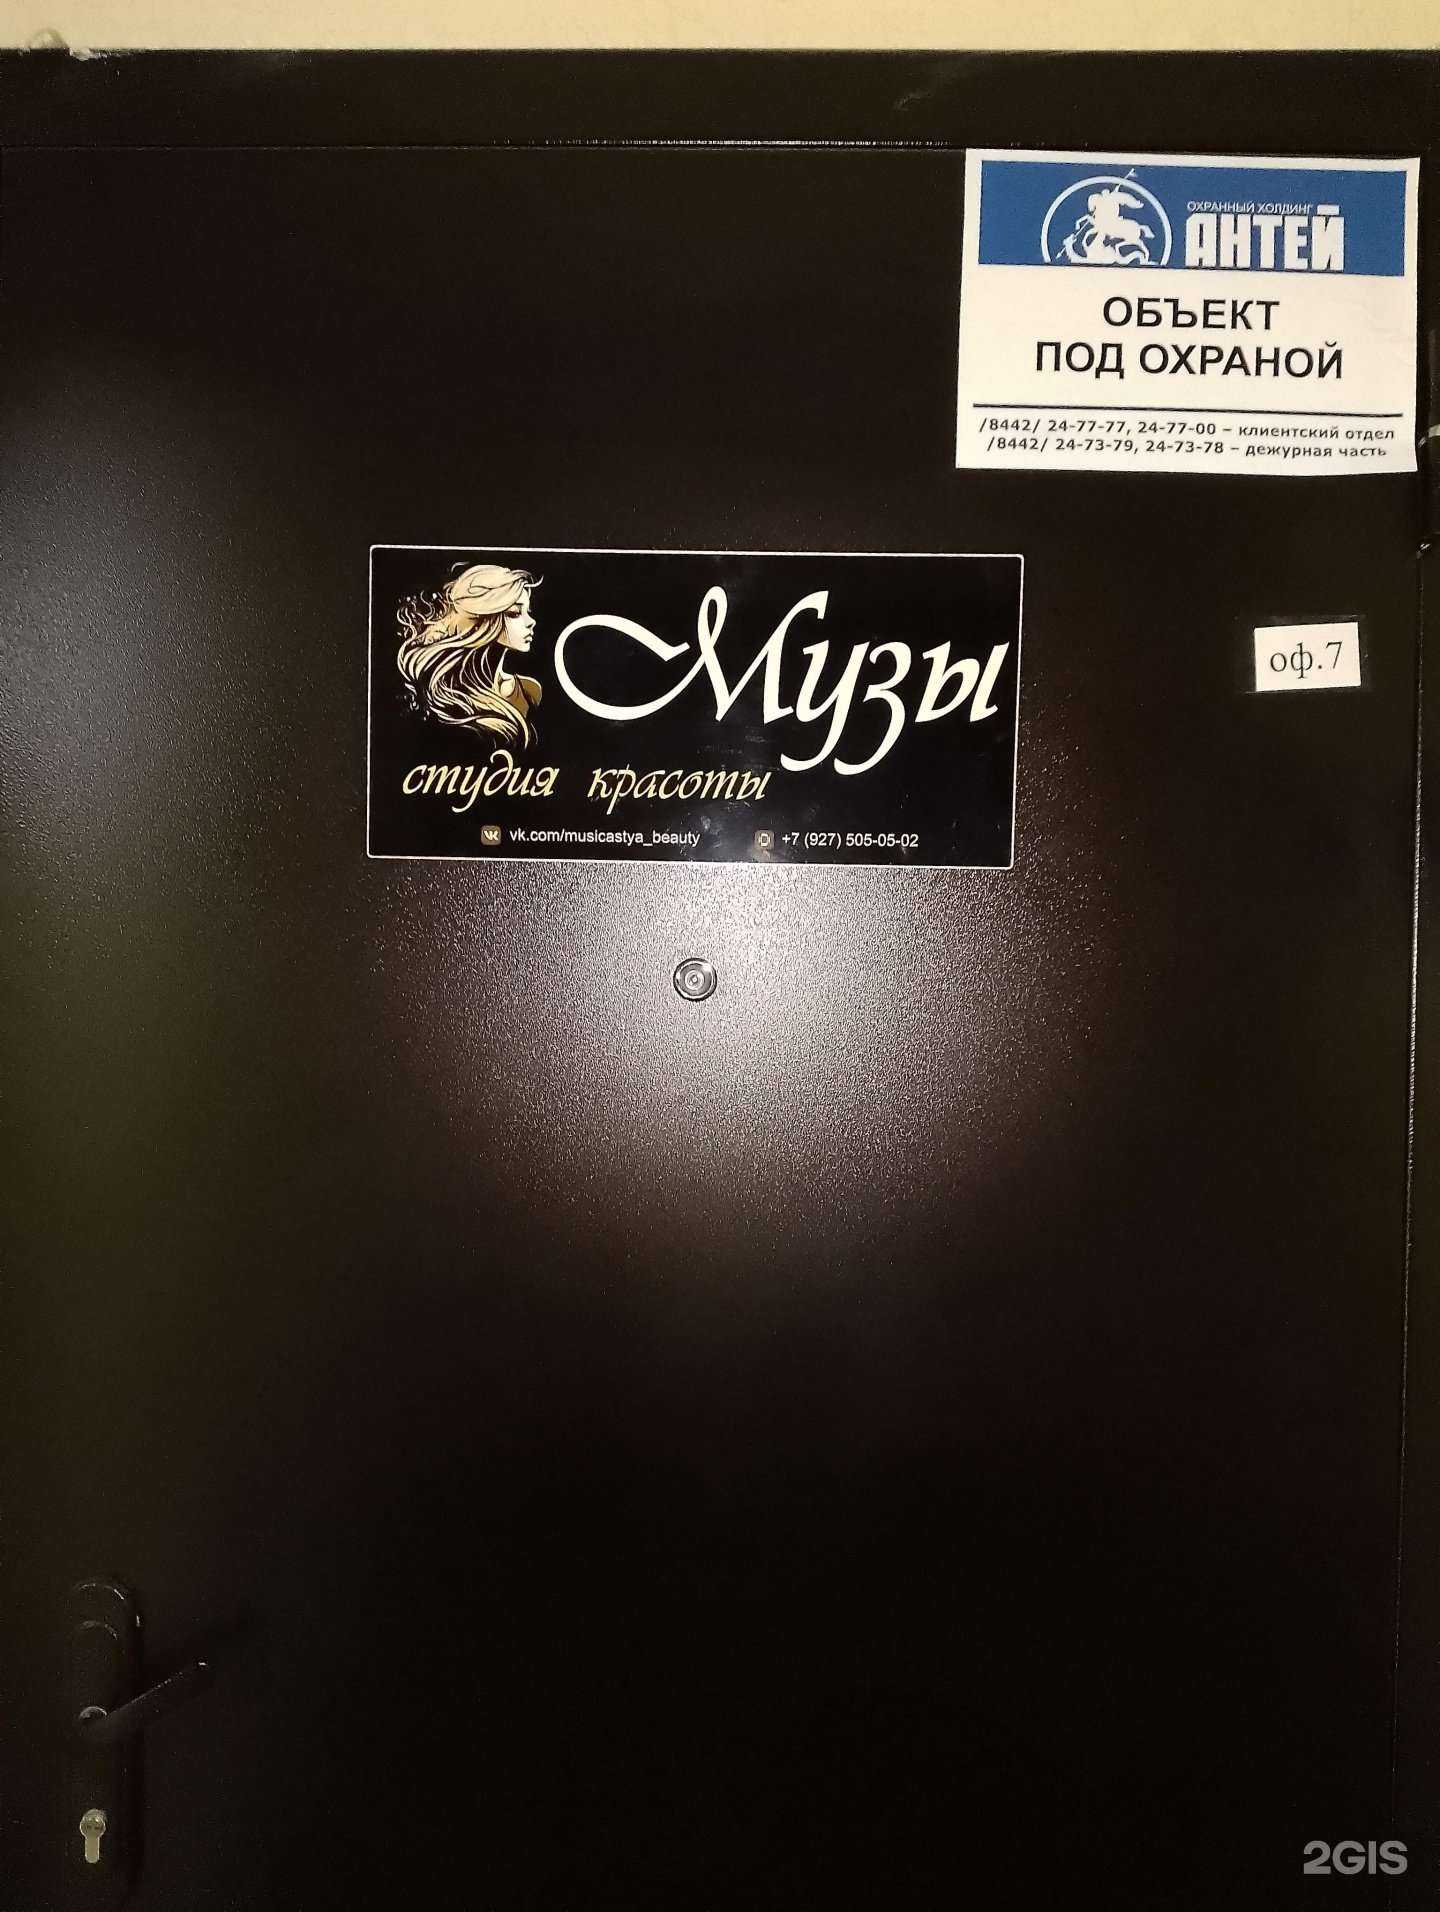 ОХРАННЫЙ ХОЛДИНГ
АНТЕЙ
ОБЪЕКТ
ПОД ОХРАНОЙ
/8442/ 24-77-77, 24-77-00 – клиентский отдел
/8442/ 24-73-79, 24-73-78 – дежурная часть
Музы
студия красоты
vk.com/musicastya_beauty +7 (927) 505-05-02
оф.7
2GIS